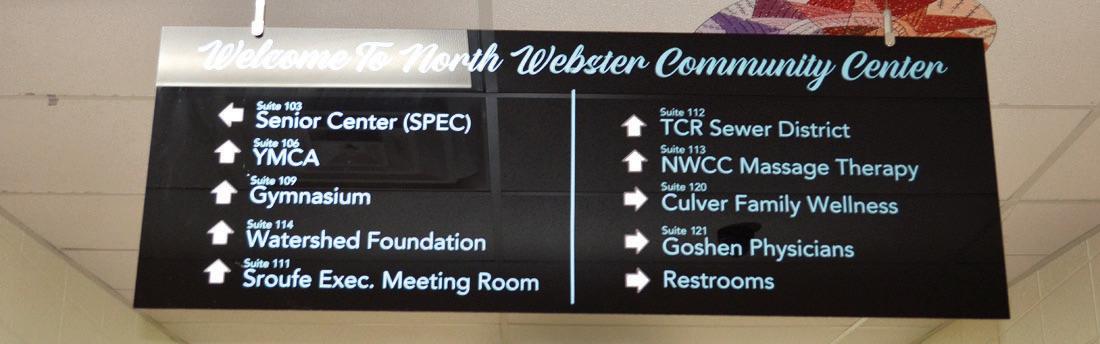 Welcome To North Webster Community Center
Suite 103
Senior Center (SPEC)
Suite 106
YMCA
Suite 109
Gymnasium
Suite 114
Watershed Foundation
Suite 111
Sroufe Exec. Meeting Room
Suite 112
TCR Sewer District
Suite 113
NWCC Massage Therapy
Suite 120
Culver Family Wellness
Suite 121
Goshen Physicians
Restrooms